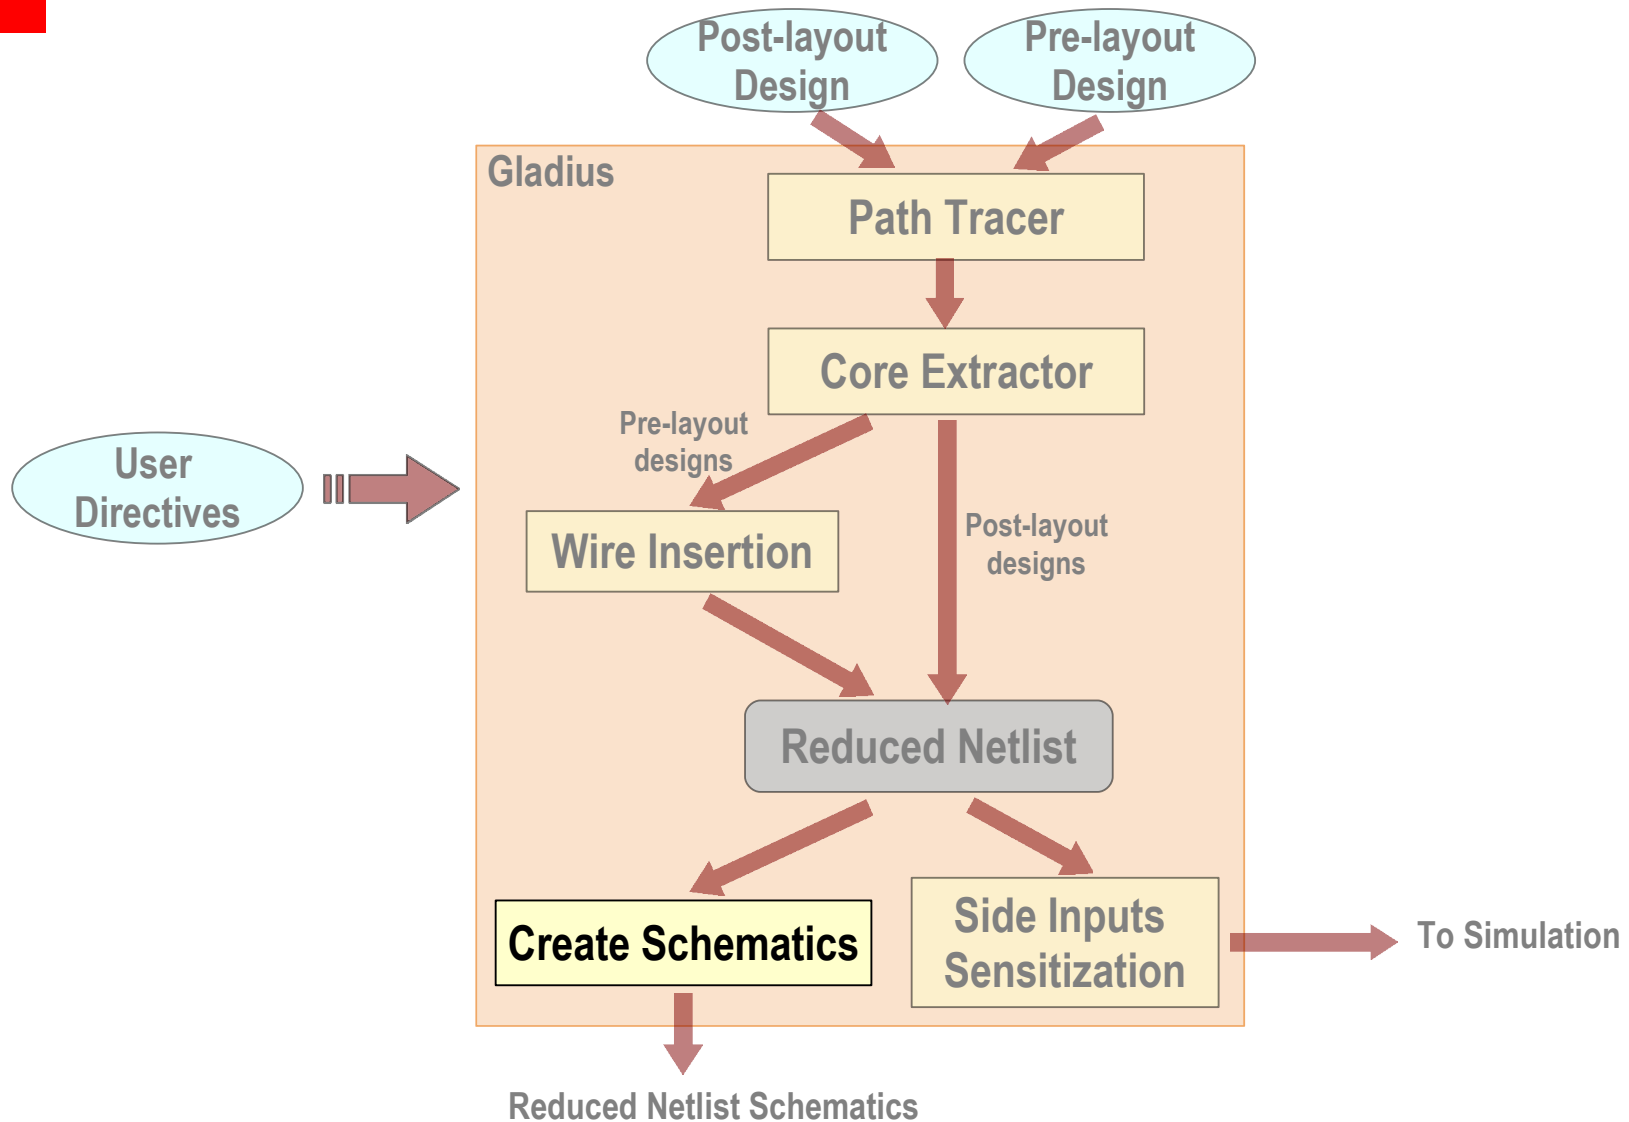 Post-layout
Design
Pre-layout
Design
Gladius
Path Tracer
Core Extractor
Pre-layout
designs
User
Directives
Post-layout
designs
Wire Insertion
Reduced Netlist
Create Schematics
Side Inputs
Sensitization
To Simulation
Reduced Netlist Schematics